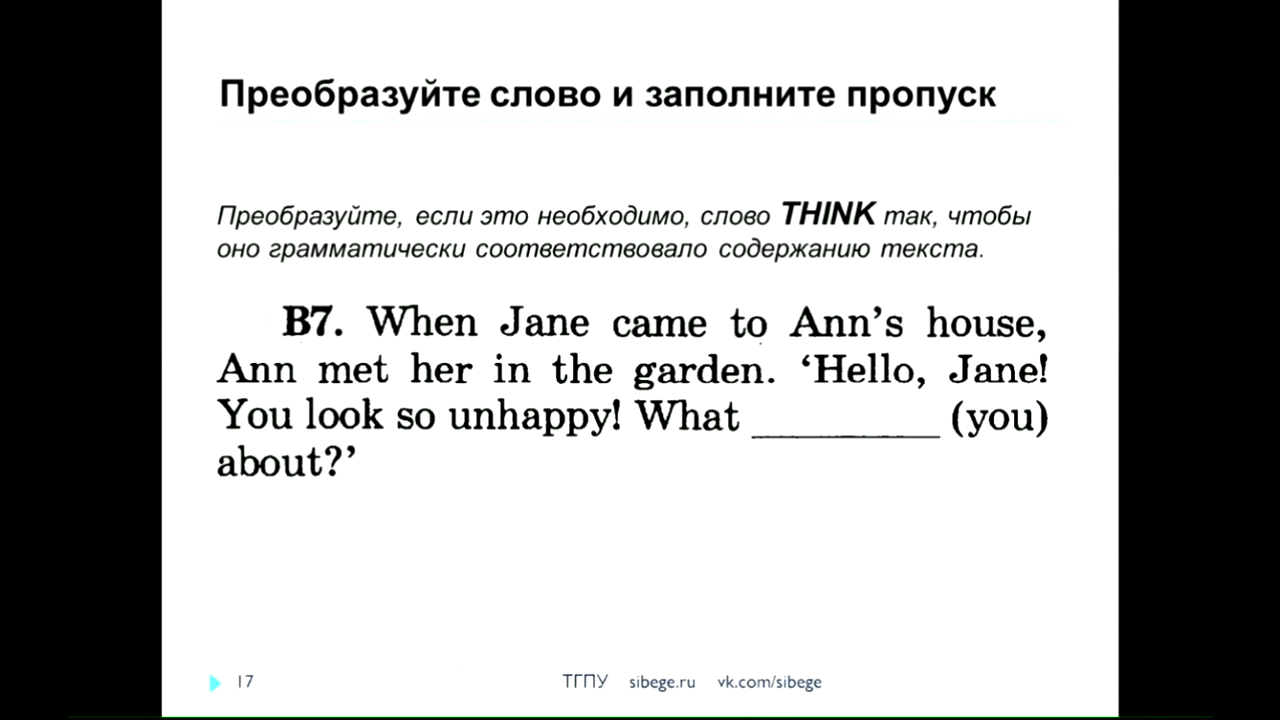 Преобразуйте слово и заполните пропуск
Преобразуйте, если это необходимо, слово THINK так, чтобы
оно грамматически соответствовало содержанию текста.
B7. When Jane came to Ann’s house,
Ann met her in the garden. ‘Hello, Jane!
You look so unhappy! What _________ (you)
about?’
17 ТГПУ sibege.ru vk.com/sibege